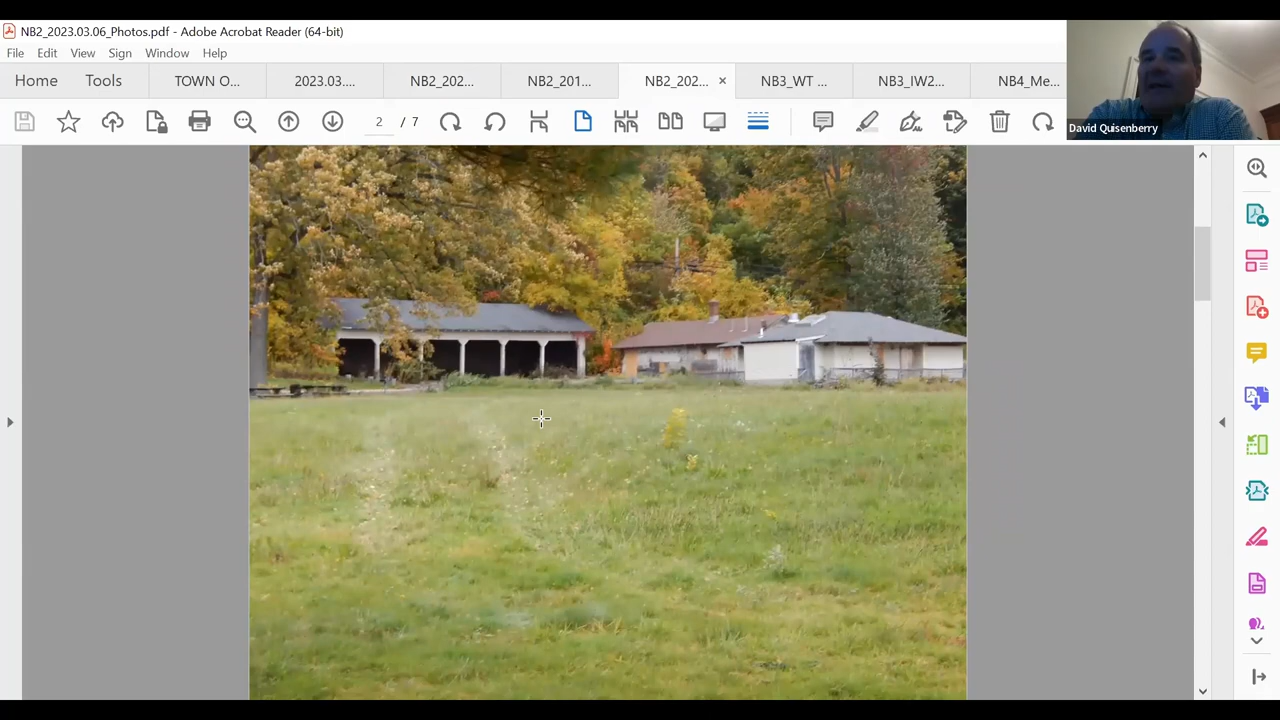 NB2_2023.03.06_Photos.pdf - Adobe Acrobat Reader (64-bit)
File Edit View Sign Window Help
Home Tools TOWN O... 2023.03.... NB2_202... NB2_201... NB2_202... NB3_WT ... NB3_IW2... NB4_Me...
2 / 7
David Quisenberry